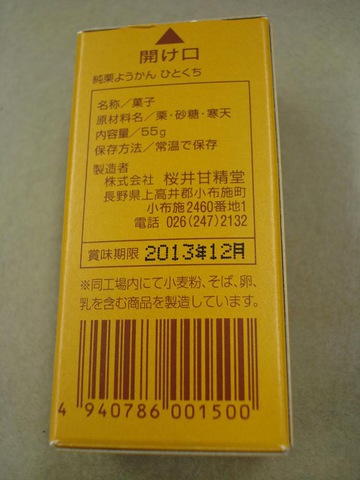 開け口
純栗ようかん ひとくち
名称／菓子
原材料名／栗・砂糖・寒天
内容量／55g
保存方法／常温で保存
製造者
株式会社 桜井甘精堂
長野県上高井郡小布施町
小布施2460番地1
電話 026(247)2132
賞味期限 2013年12月
※同工場内にて小麦粉、そば、卵、
乳を含む商品を製造しています。
4 940786 001500